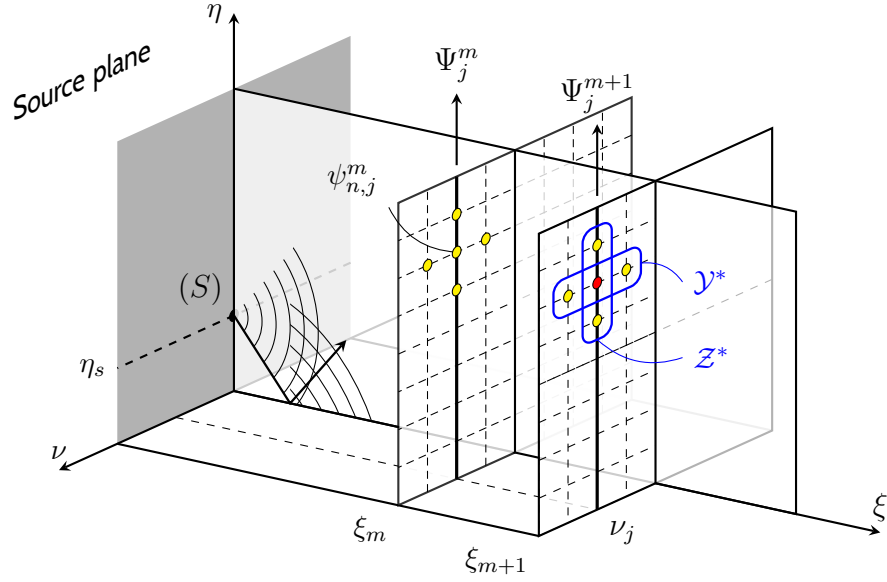 η
Source plane
Ψ_j^m
Ψ_j^{m+1}
ψ_{n,j}^m
(S)
𝒴*
𝒵*
η_s
ν
ξ
ξ_m
ν_j
ξ_{m+1}